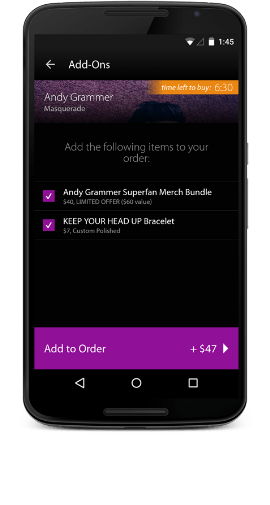 1:45
Add-Ons
time left to buy: 6:30
Andy Grammer
Masquerade
Add the following items to your
order:
Andy Grammer Superfan Merch Bundle
$40, LIMITED OFFER ($60 value)
KEEP YOUR HEAD UP Bracelet
$7, Custom Polished
Add to Order + $47